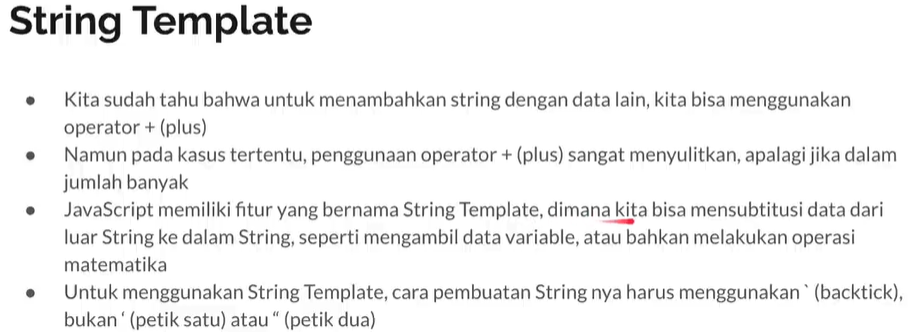 String Template
• Kita sudah tahu bahwa untuk menambahkan string dengan data lain, kita bisa menggunakan
operator + (plus)
• Namun pada kasus tertentu, penggunaan operator + (plus) sangat menyulitkan, apalagi jika dalam
jumlah banyak
• JavaScript memiliki fitur yang bernama String Template, dimana kita bisa mensubtitusi data dari
luar String ke dalam String, seperti mengambil data variable, atau bahkan melakukan operasi
matematika
• Untuk menggunakan String Template, cara pembuatan String nya harus menggunakan ` (backtick),
bukan ‘ (petik satu) atau “ (petik dua)